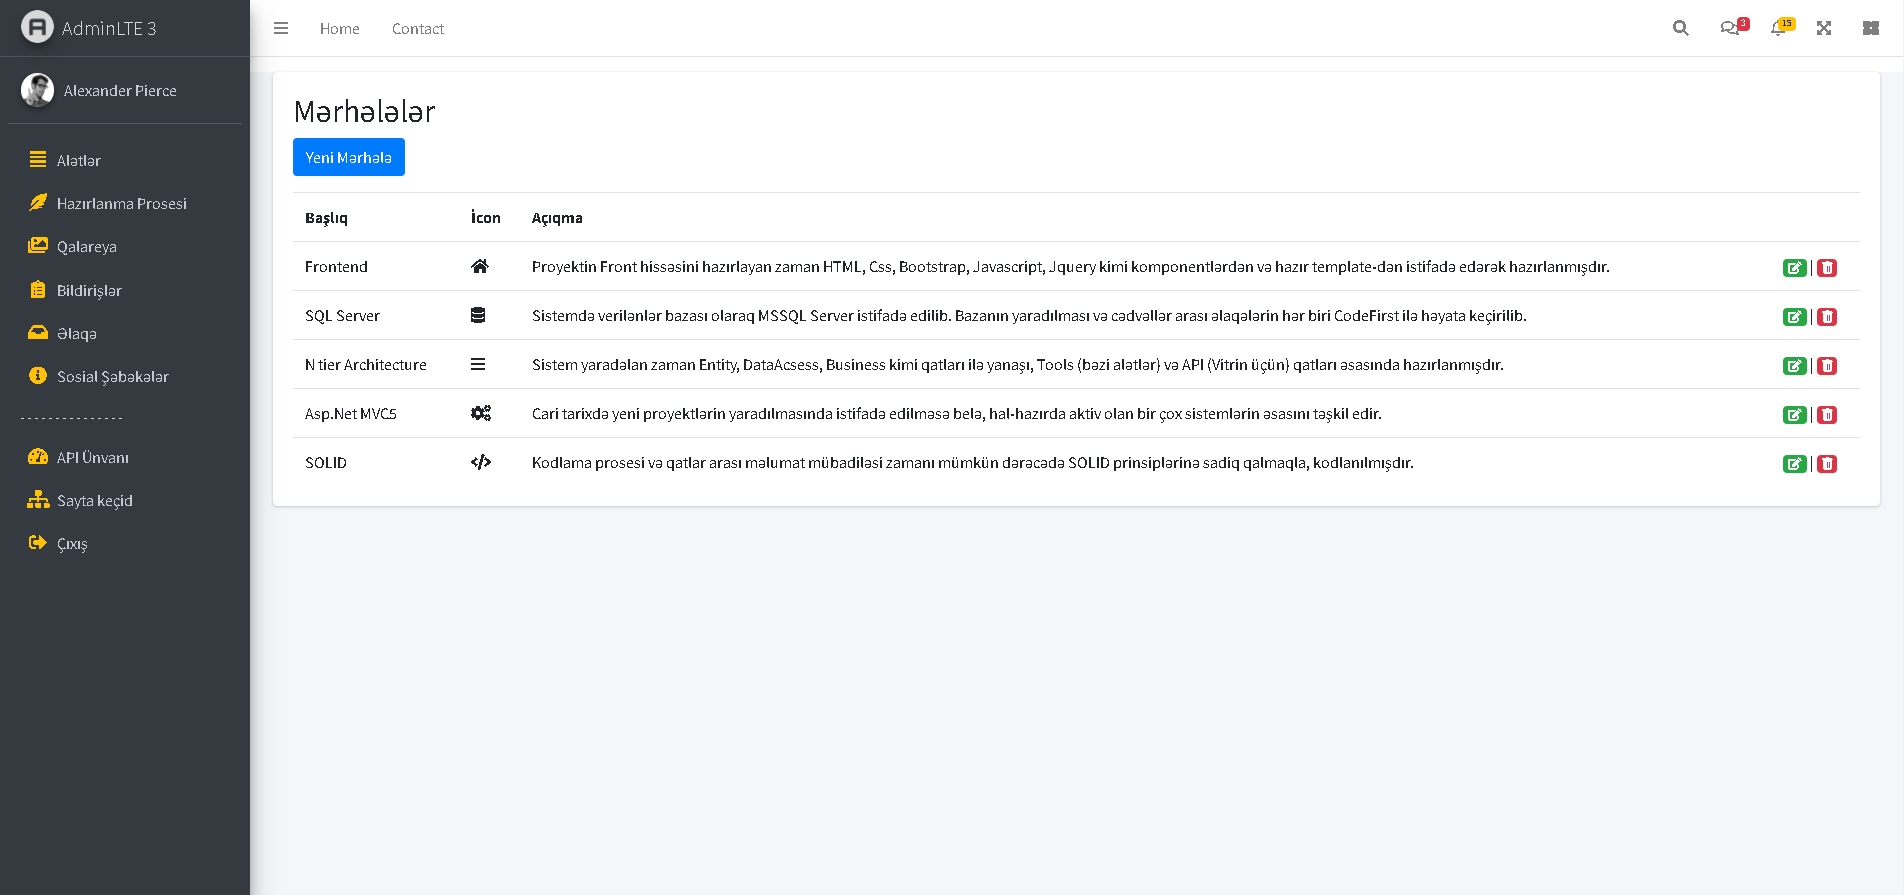 AdminLTE 3
Home
Contact
3
15
Alexander Pierce
Alətlər
Hazırlanma Prosesi
Qalareya
Bildirişlər
Əlaqə
Sosial Şəbəkələr
--------------
API Ünvanı
Sayta keçid
Çıxış
Mərhələlər
Yeni Mərhələ
Başlıq İcon Açıqma
Frontend Proyektin Front hissəsini hazırlayan zaman HTML, Css, Bootstrap, Javascript, Jquery kimi komponentlərdən və hazır template-dən istifadə edərək hazırlanmışdır. |
SQL Server Sistemdə verilənlər bazası olaraq MSSQL Server istifadə edilib. Bazanın yaradılması və cədvəllər arası əlaqələrin hər biri CodeFirst ilə həyata keçirilib. |
N tier Architecture Sistem yaradələn zaman Entity, DataAcsess, Business kimi qatları ilə yanaşı, Tools (bəzi alətlər) və API (Vitrin üçün) qatları əsasında hazırlanmışdır. |
Asp.Net MVC5 Cari tarixdə yeni proyektlərin yaradılmasında istifadə edilməsə belə, hal-hazırda aktiv olan bir çox sistemlərin əsasını təşkil edir. |
SOLID Kodlama prosesi və qatlar arası məlumat mübadiləsi zamanı mümkün dərəcədə SOLID prinsiplərinə sadiq qalmaqla, kodlanılmışdır. |